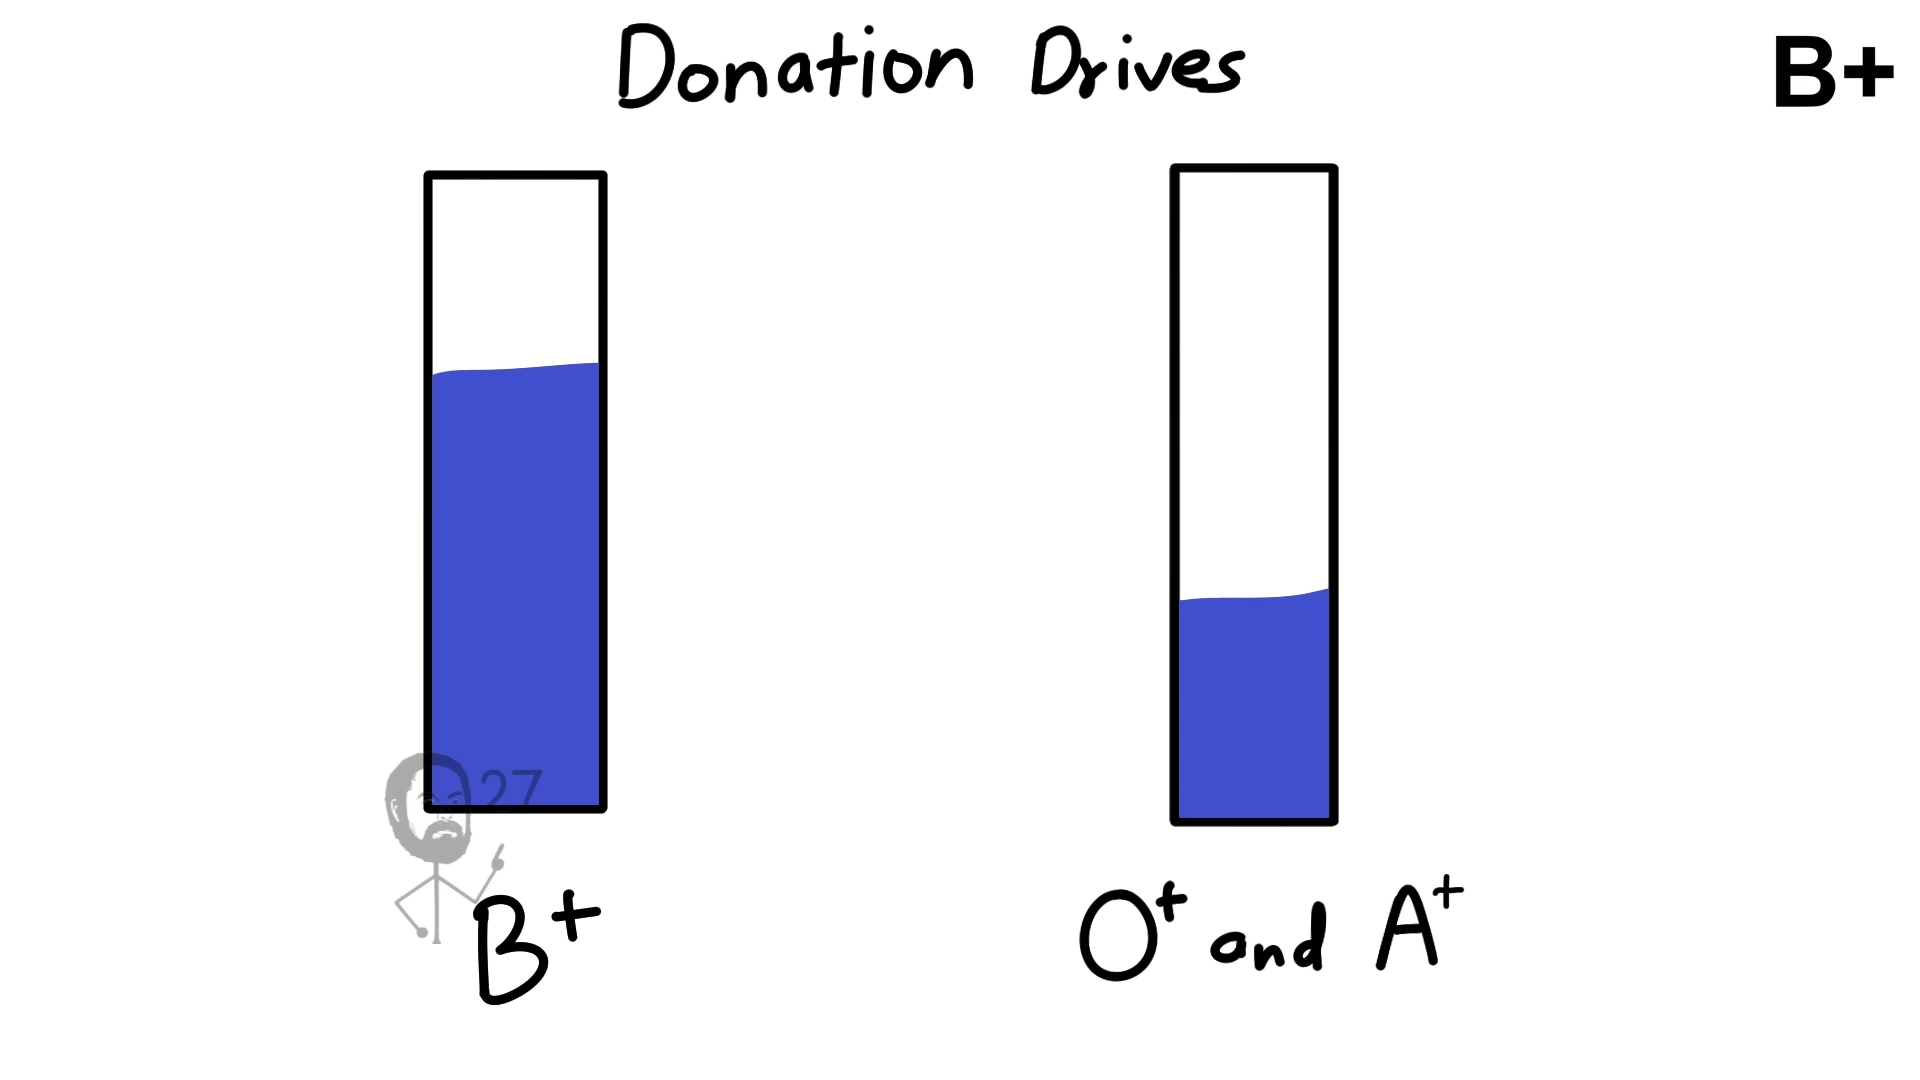 Donation Drives
B+
27
B+
O+ and A+